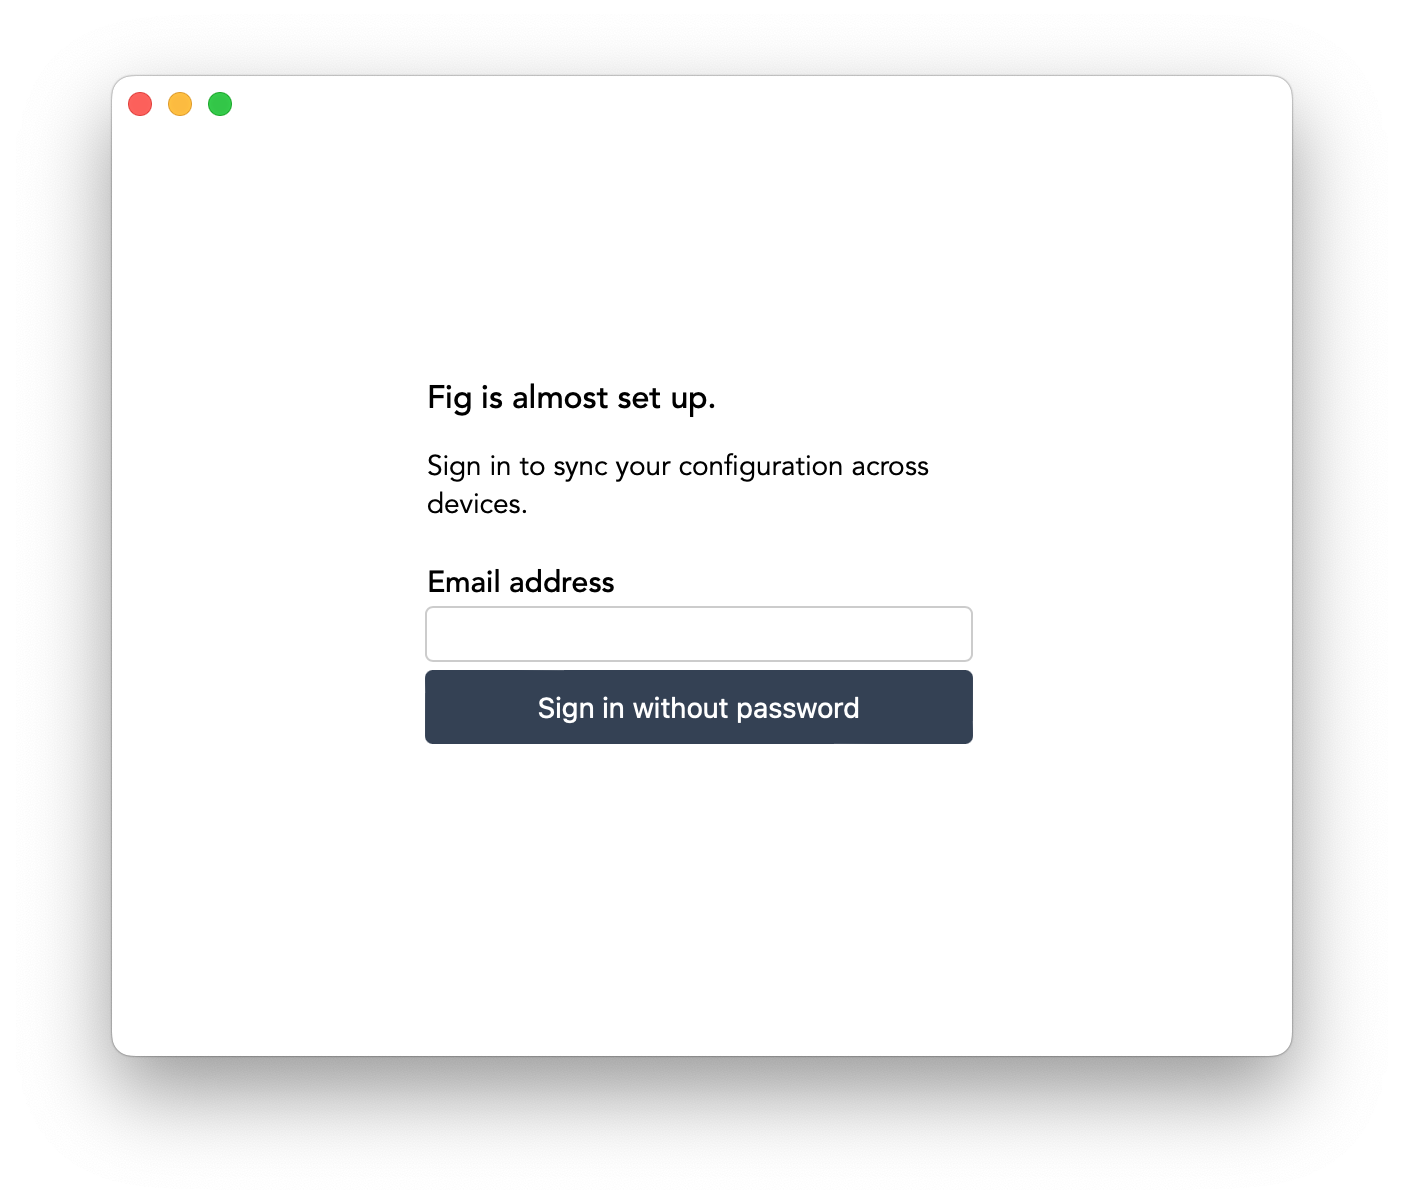 Fig is almost set up.
Sign in to sync your configuration across
devices.
Email address
Sign in without password